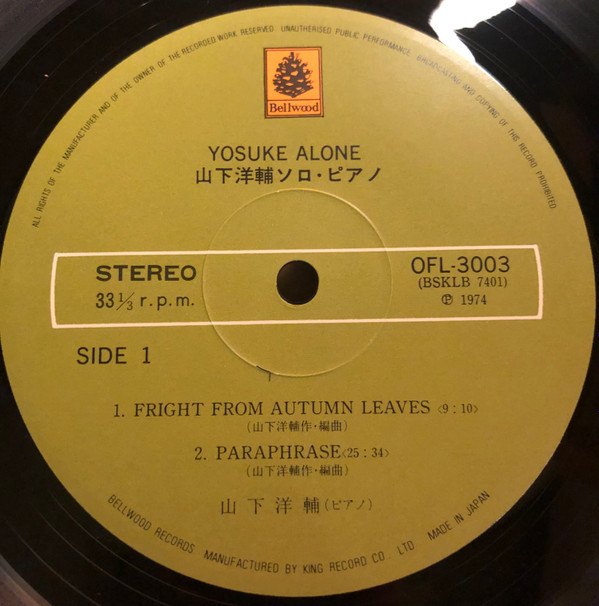 ALL RIGHTS OF THE MANUFACTURER AND OF THE OWNER OF THE RECORDED WORK RESERVED UNAUTHORISED PUBLIC PERFORMANCE BROADCASTING AND COPYING OF THIS RECORD PROHIBITED
Bellwood
YOSUKE ALONE
山下洋輔ソロ・ピアノ
STEREO
33 1/3 r.p.m.
OFL-3003
(BSKLB 7401)
℗ 1974
SIDE 1
1. FRIGHT FROM AUTUMN LEAVES <9:10>
(山下洋輔作・編曲)
2. PARAPHRASE <25:34>
(山下洋輔作・編曲)
山下洋輔 (ピアノ)
BELLWOOD RECORDS MANUFACTURED BY KING RECORD CO., LTD MADE IN JAPAN